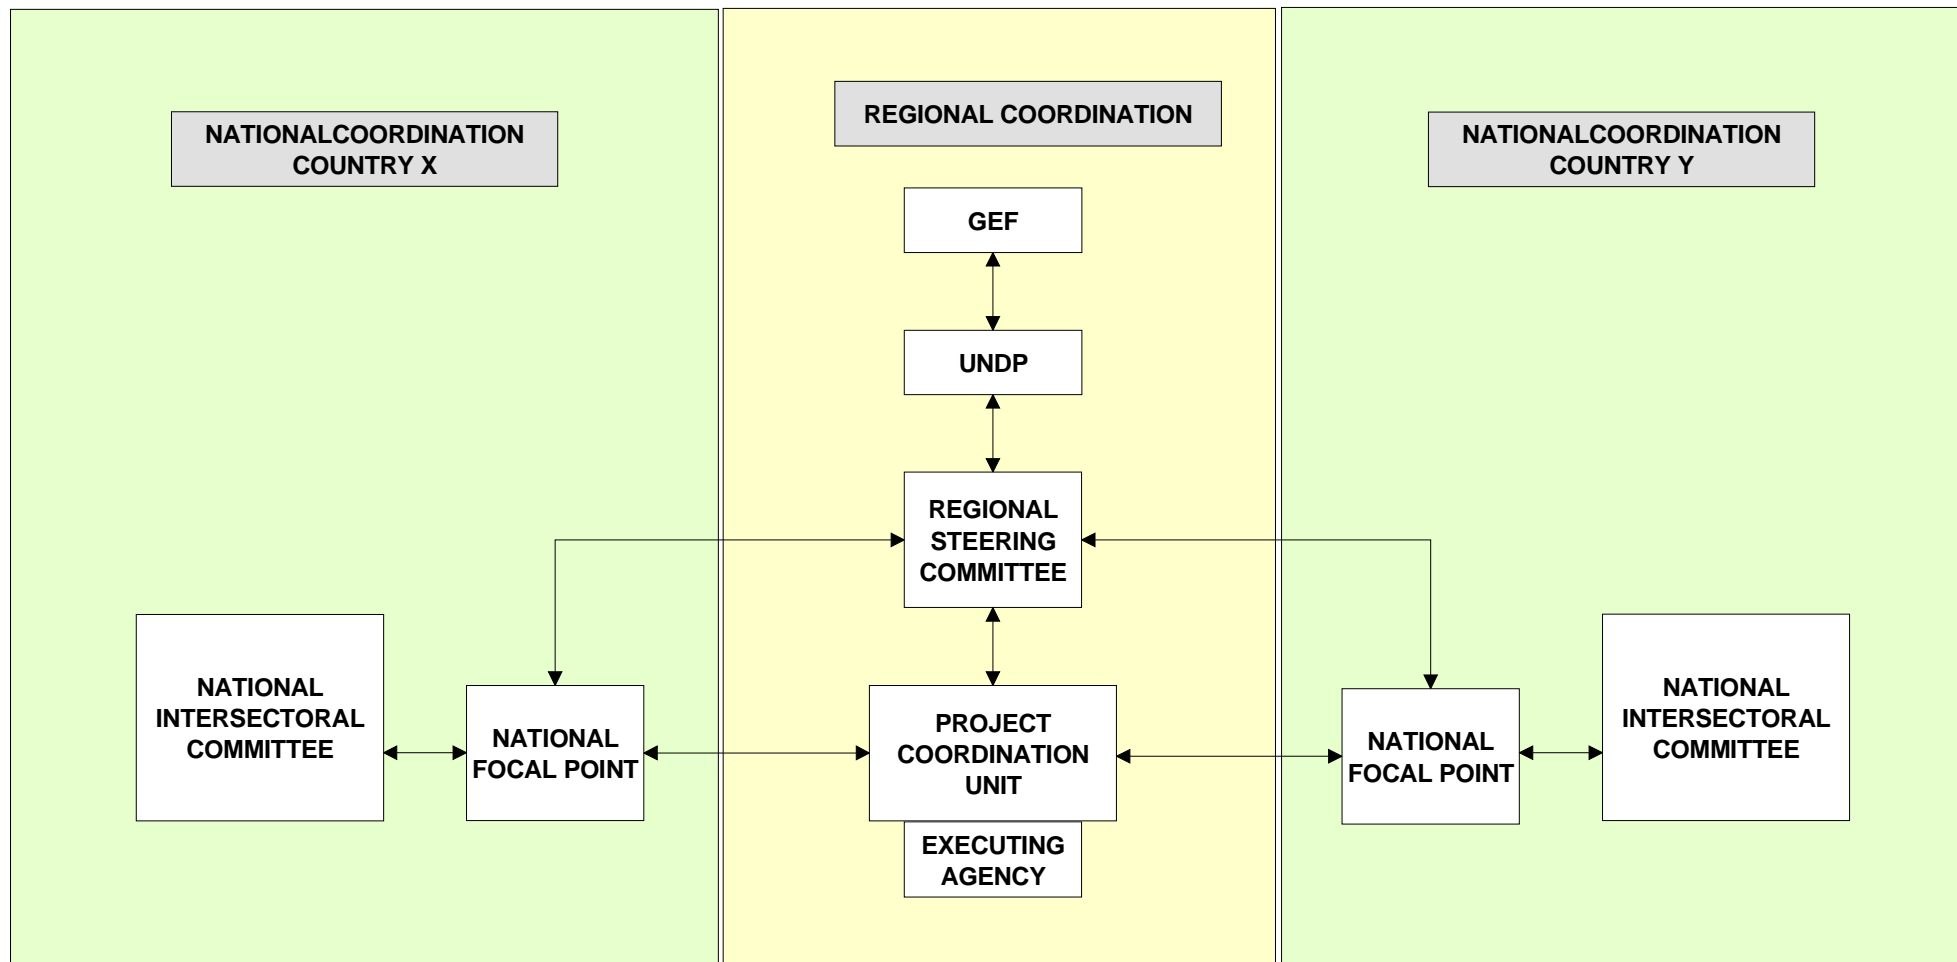 NATIONALCOORDINATION
COUNTRY X
REGIONAL COORDINATION
NATIONALCOORDINATION
COUNTRY Y
GEF
UNDP
REGIONAL
STEERING
COMMITTEE
NATIONAL
INTERSECTORAL
COMMITTEE
NATIONAL
FOCAL POINT
PROJECT
COORDINATION
UNIT
EXECUTING
AGENCY
NATIONAL
FOCAL POINT
NATIONAL
INTERSECTORAL
COMMITTEE